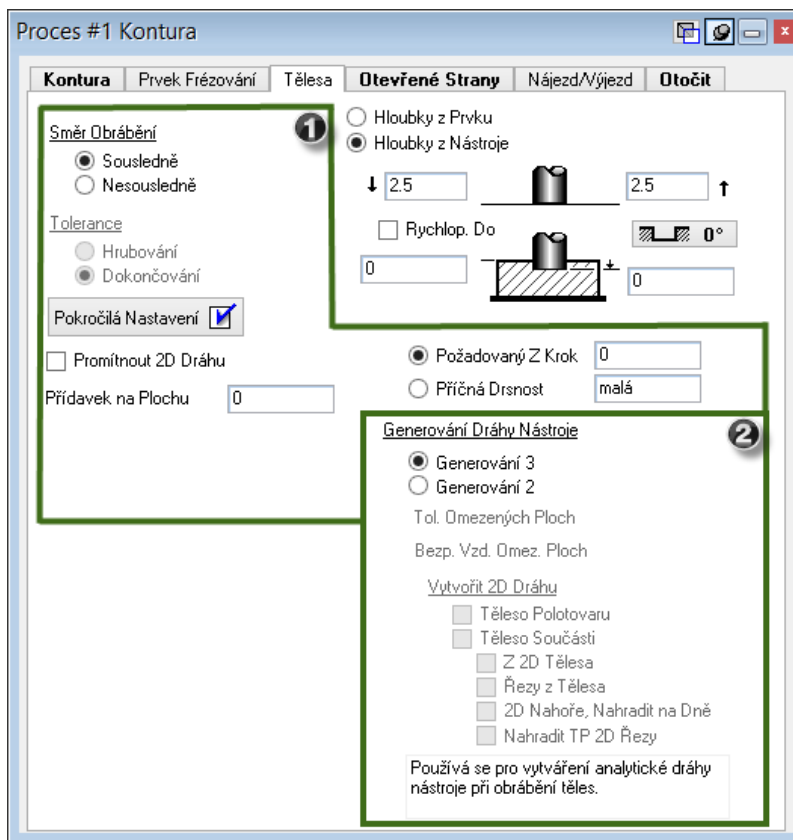 Proces #1 Kontura
Kontura
Prvek Frézování
Tělesa
Otevřené Strany
Nájezd/Výjezd
Otočit
1
Směr Obrábění
Sousledně
Nesousledně
Tolerance
Hrubování
Dokončování
Pokročilá Nastavení
Promítnout 2D Dráhu
Přídavek na Plochu 0
Hloubky z Prvku
Hloubky z Nástroje
2.5
2.5
Rychlop. Do
0°
0
0
Požadovaný Z Krok 0
Příčná Drsnost malá
Generování Dráhy Nástroje
2
Generování 3
Generování 2
Tol. Omezených Ploch
Bezp. Vzd. Omez. Ploch
Vytvořit 2D Dráhu
Těleso Polotovaru
Těleso Součásti
Z 2D Tělesa
Řezy z Tělesa
2D Nahoře, Nahradit na Dně
Nahradit TP 2D Řezy
Používá se pro vytváření analytické dráhy
nástroje při obrábění těles.